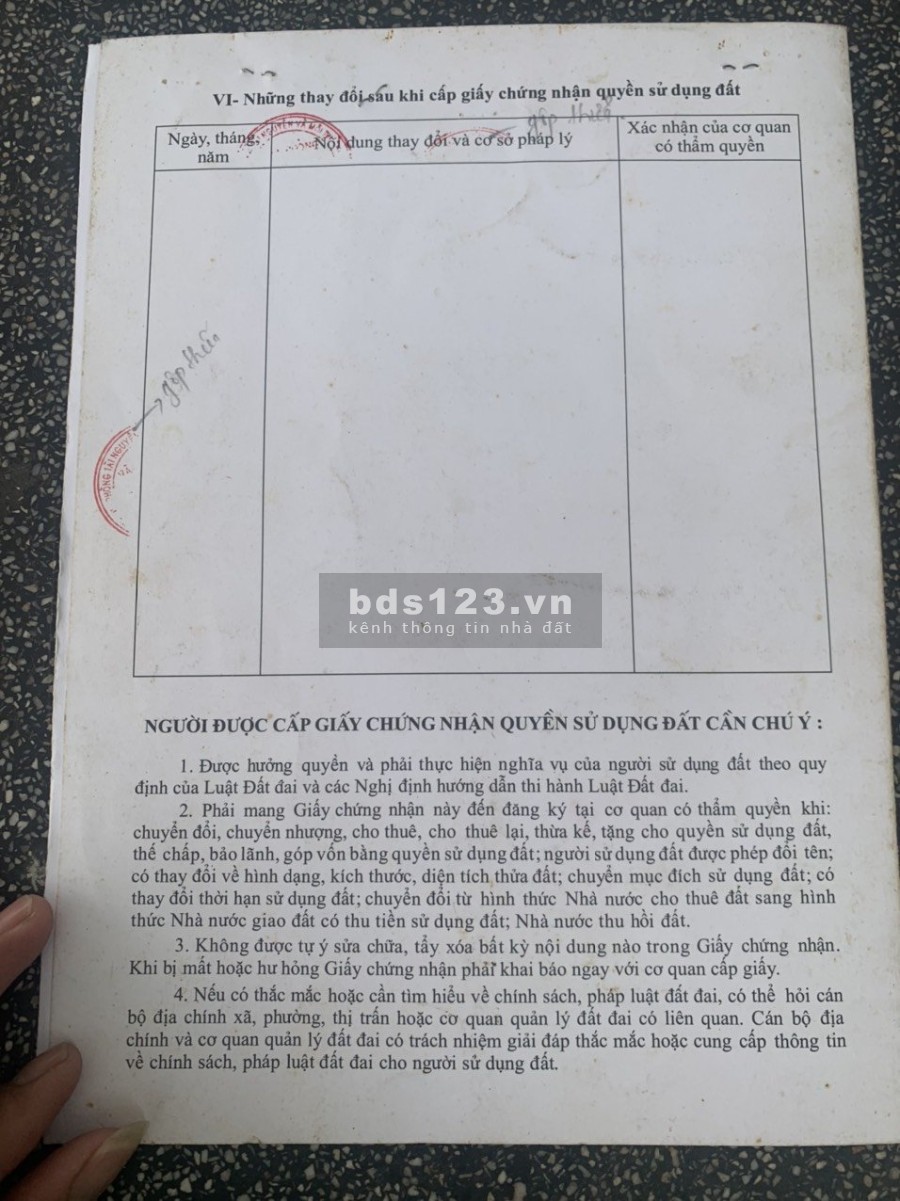 VI- Những thay đổi sau khi cấp giấy chứng nhận quyền sử dụng đất
Ngày, tháng, năm
Nội dung thay đổi và cơ sở pháp lý
Xác nhận của cơ quan có thẩm quyền
PHÒNG TÀI NGUYÊN VÀ
bds123.vn
kênh thông tin nhà đất
NGƯỜI ĐƯỢC CẤP GIẤY CHỨNG NHẬN QUYỀN SỬ DỤNG ĐẤT CẦN CHÚ Ý :
1. Được hưởng quyền và phải thực hiện nghĩa vụ của người sử dụng đất theo quy
định của Luật Đất đai và các Nghị định hướng dẫn thi hành Luật Đất đai.
2. Phải mang Giấy chứng nhận này đến đăng ký tại cơ quan có thẩm quyền khi:
chuyển đổi, chuyển nhượng, cho thuê, cho thuê lại, thừa kế, tặng cho quyền sử dụng đất,
thế chấp, bảo lãnh, góp vốn bằng quyền sử dụng đất; người sử dụng đất được phép đổi tên;
có thay đổi về hình dạng, kích thước, diện tích thửa đất; chuyển mục đích sử dụng đất; có
thay đổi thời hạn sử dụng đất; chuyển đổi từ hình thức Nhà nước cho thuê đất sang hình
thức Nhà nước giao đất có thu tiền sử dụng đất; Nhà nước thu hồi đất.
3. Không được tự ý sửa chữa, tẩy xóa bất kỳ nội dung nào trong Giấy chứng nhận.
Khi bị mất hoặc hư hỏng Giấy chứng nhận phải khai báo ngay với cơ quan cấp giấy.
4. Nếu có thắc mắc hoặc cần tìm hiểu về chính sách, pháp luật đất đai, có thể hỏi cán
bộ địa chính xã, phường, thị trấn hoặc cơ quan quản lý đất đai có liên quan. Cán bộ địa
chính và cơ quan quản lý đất đai có trách nhiệm giải đáp thắc mắc hoặc cung cấp thông tin
về chính sách, pháp luật đất đai cho người sử dụng đất.